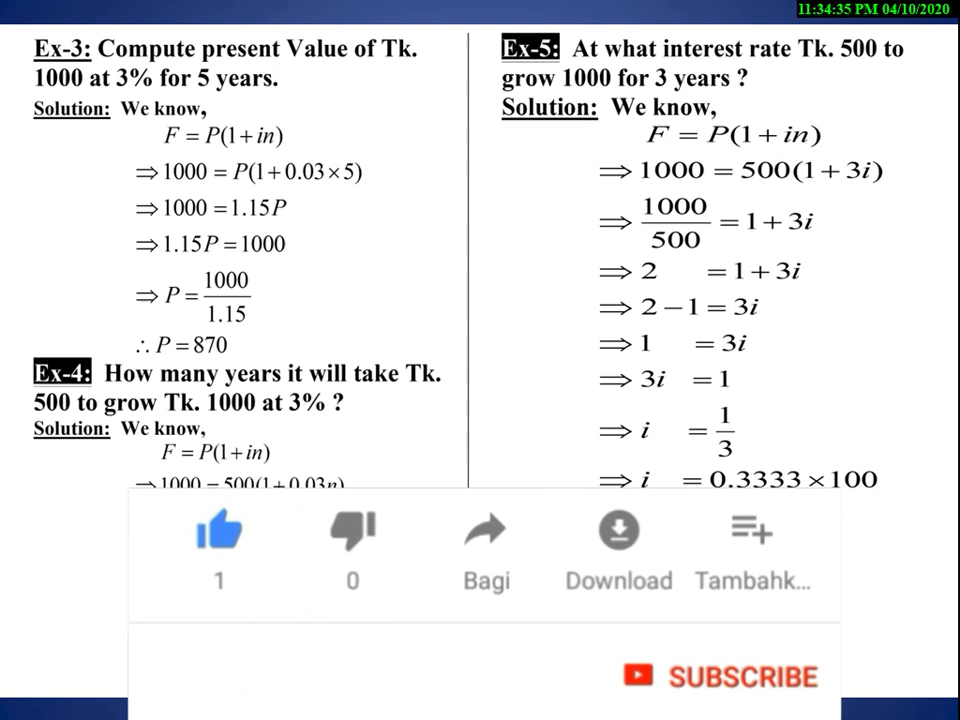 11:34:35 PM 04/10/2020
Ex-3: Compute present Value of Tk.
1000 at 3% for 5 years.
Solution: We know,
F = P(1 + in)
⇒ 1000 = P(1 + 0.03 × 5)
⇒ 1000 = 1.15P
⇒ 1.15P = 1000
⇒ P = 1000/1.15
∴ P = 870
Ex-4: How many years it will take Tk.
500 to grow Tk. 1000 at 3% ?
Solution: We know,
F = P(1 + in)
⇒ 1000 = 500(1 + 0.03n)
Ex-5: At what interest rate Tk. 500 to
grow 1000 for 3 years ?
Solution: We know,
F = P(1 + in)
⇒ 1000 = 500(1 + 3i)
⇒ 1000/500 = 1 + 3i
⇒ 2 = 1 + 3i
⇒ 2 − 1 = 3i
⇒ 1 = 3i
⇒ 3i = 1
⇒ i = 1/3
⇒ i = 0.3333 × 100
1 0 Bagi Download Tambahk...
SUBSCRIBE